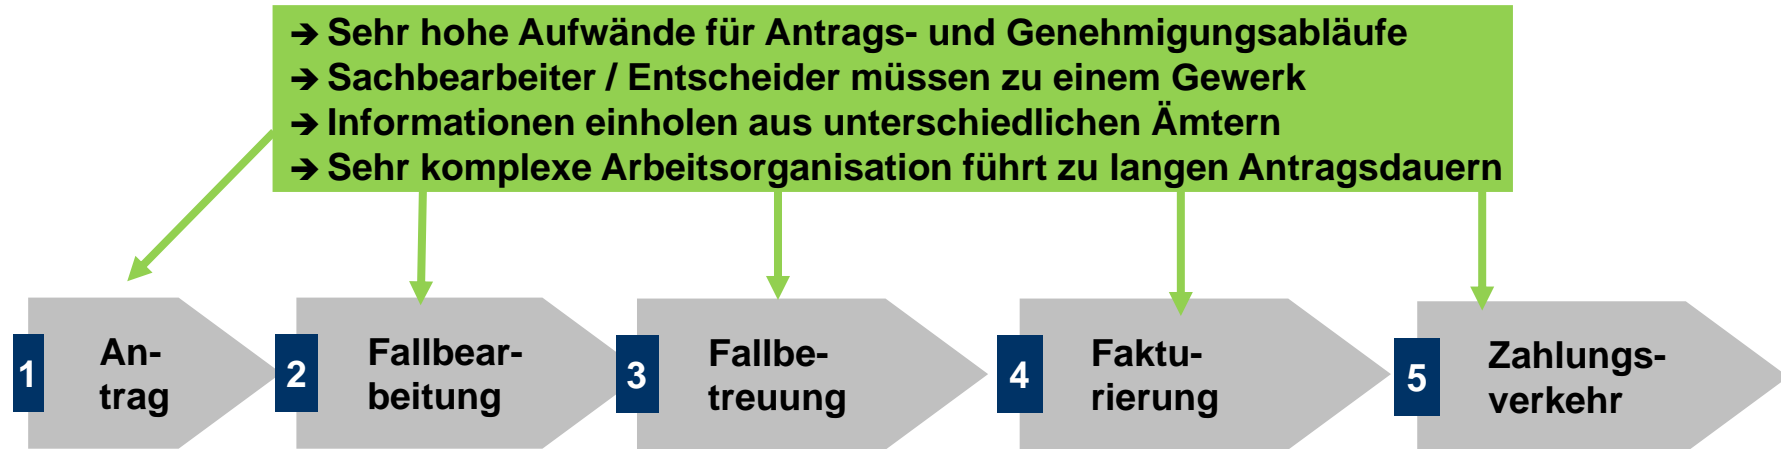 ➔ Sehr hohe Aufwände für Antrags- und Genehmigungsabläufe
➔ Sachbearbeiter / Entscheider müssen zu einem Gewerk
➔ Informationen einholen aus unterschiedlichen Ämtern
➔ Sehr komplexe Arbeitsorganisation führt zu langen Antragsdauern
1
An-
trag
2
Fallbear-
beitung
3
Fallbe-
treuung
4
Faktu-
rierung
5
Zahlungs-
verkehr